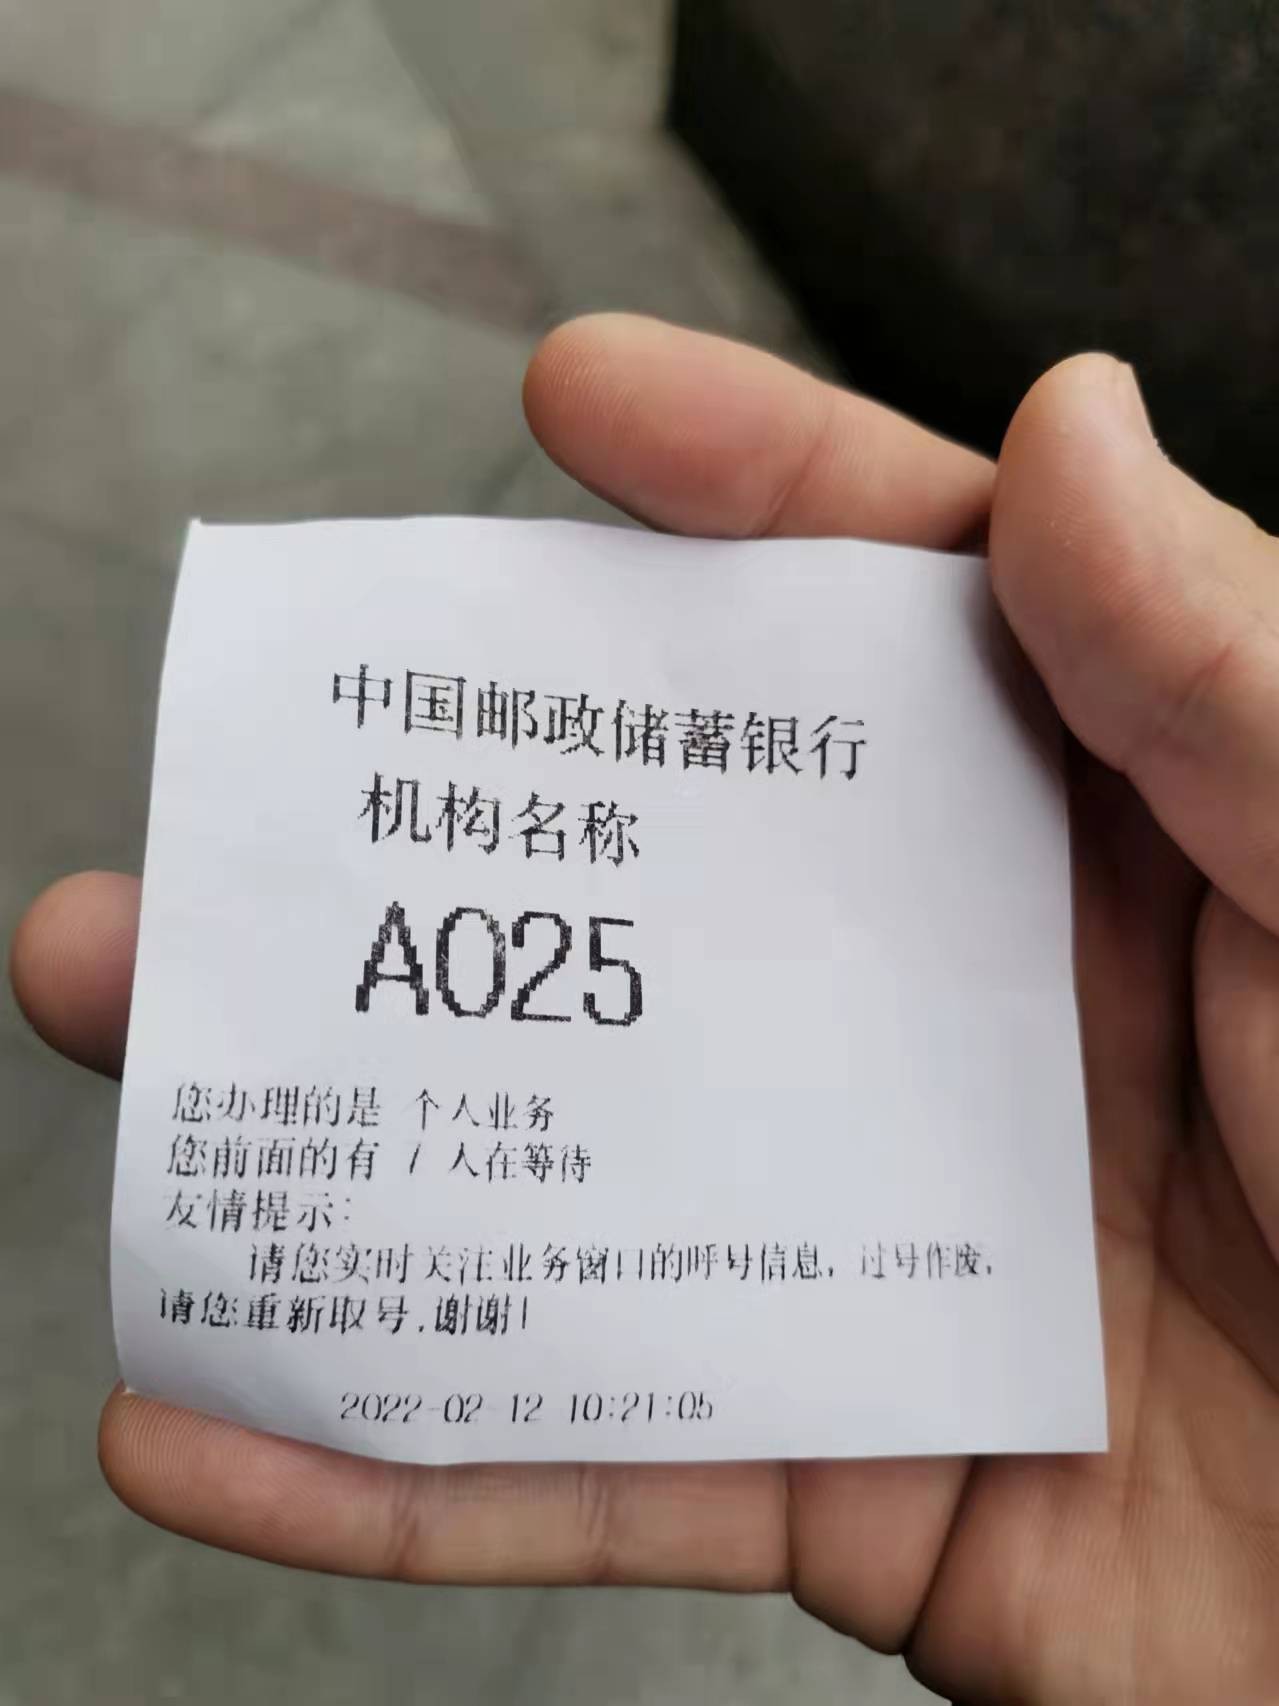 中国邮政储蓄银行
机构名称
A025
您办理的是 个人业务
您前面的有 7 人在等待
友情提示：
请您实时关注业务窗口的呼号信息，过号作废，
请您重新取号，谢谢！
2022-02-12 10:21:05